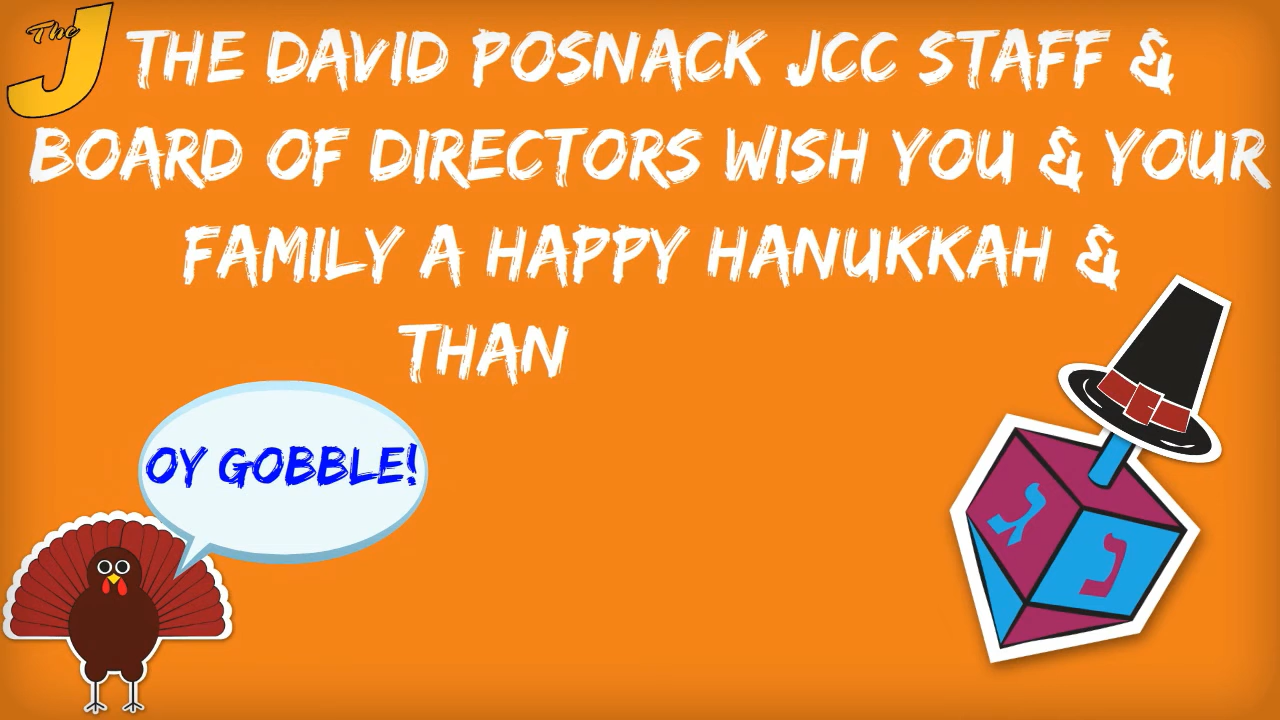 The J
THE DAVID POSNACK JCC STAFF &
BOARD OF DIRECTORS WISH YOU & YOUR
FAMILY A HAPPY HANUKKAH &
THAN
OY GOBBLE!
ג נ